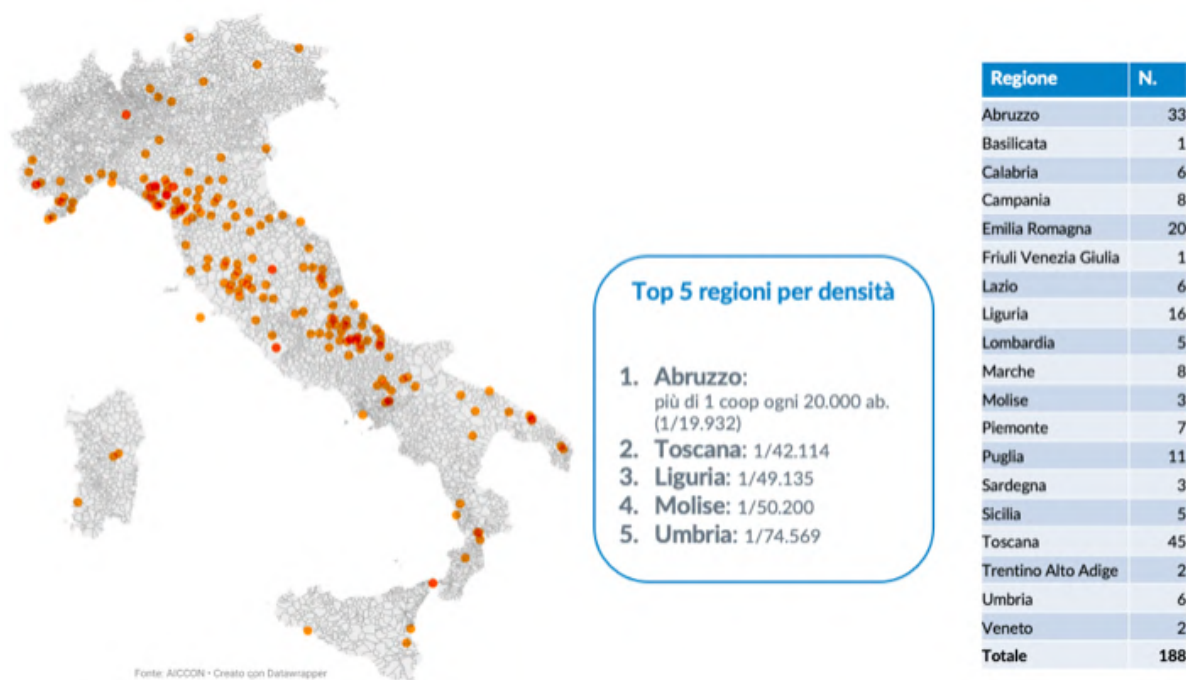 Top 5 regioni per densità
1. Abruzzo:
più di 1 coop ogni 20.000 ab.
(1/19.932)
2. Toscana: 1/42.114
3. Liguria: 1/49.135
4. Molise: 1/50.200
5. Umbria: 1/74.569
Regione N.
Abruzzo 33
Basilicata 1
Calabria 6
Campania 8
Emilia Romagna 20
Friuli Venezia Giulia 1
Lazio 6
Liguria 16
Lombardia 5
Marche 8
Molise 3
Piemonte 7
Puglia 11
Sardegna 3
Sicilia 5
Toscana 45
Trentino Alto Adige 2
Umbria 6
Veneto 2
Totale 188
Fonte: AICCON • Creato con Datawrapper